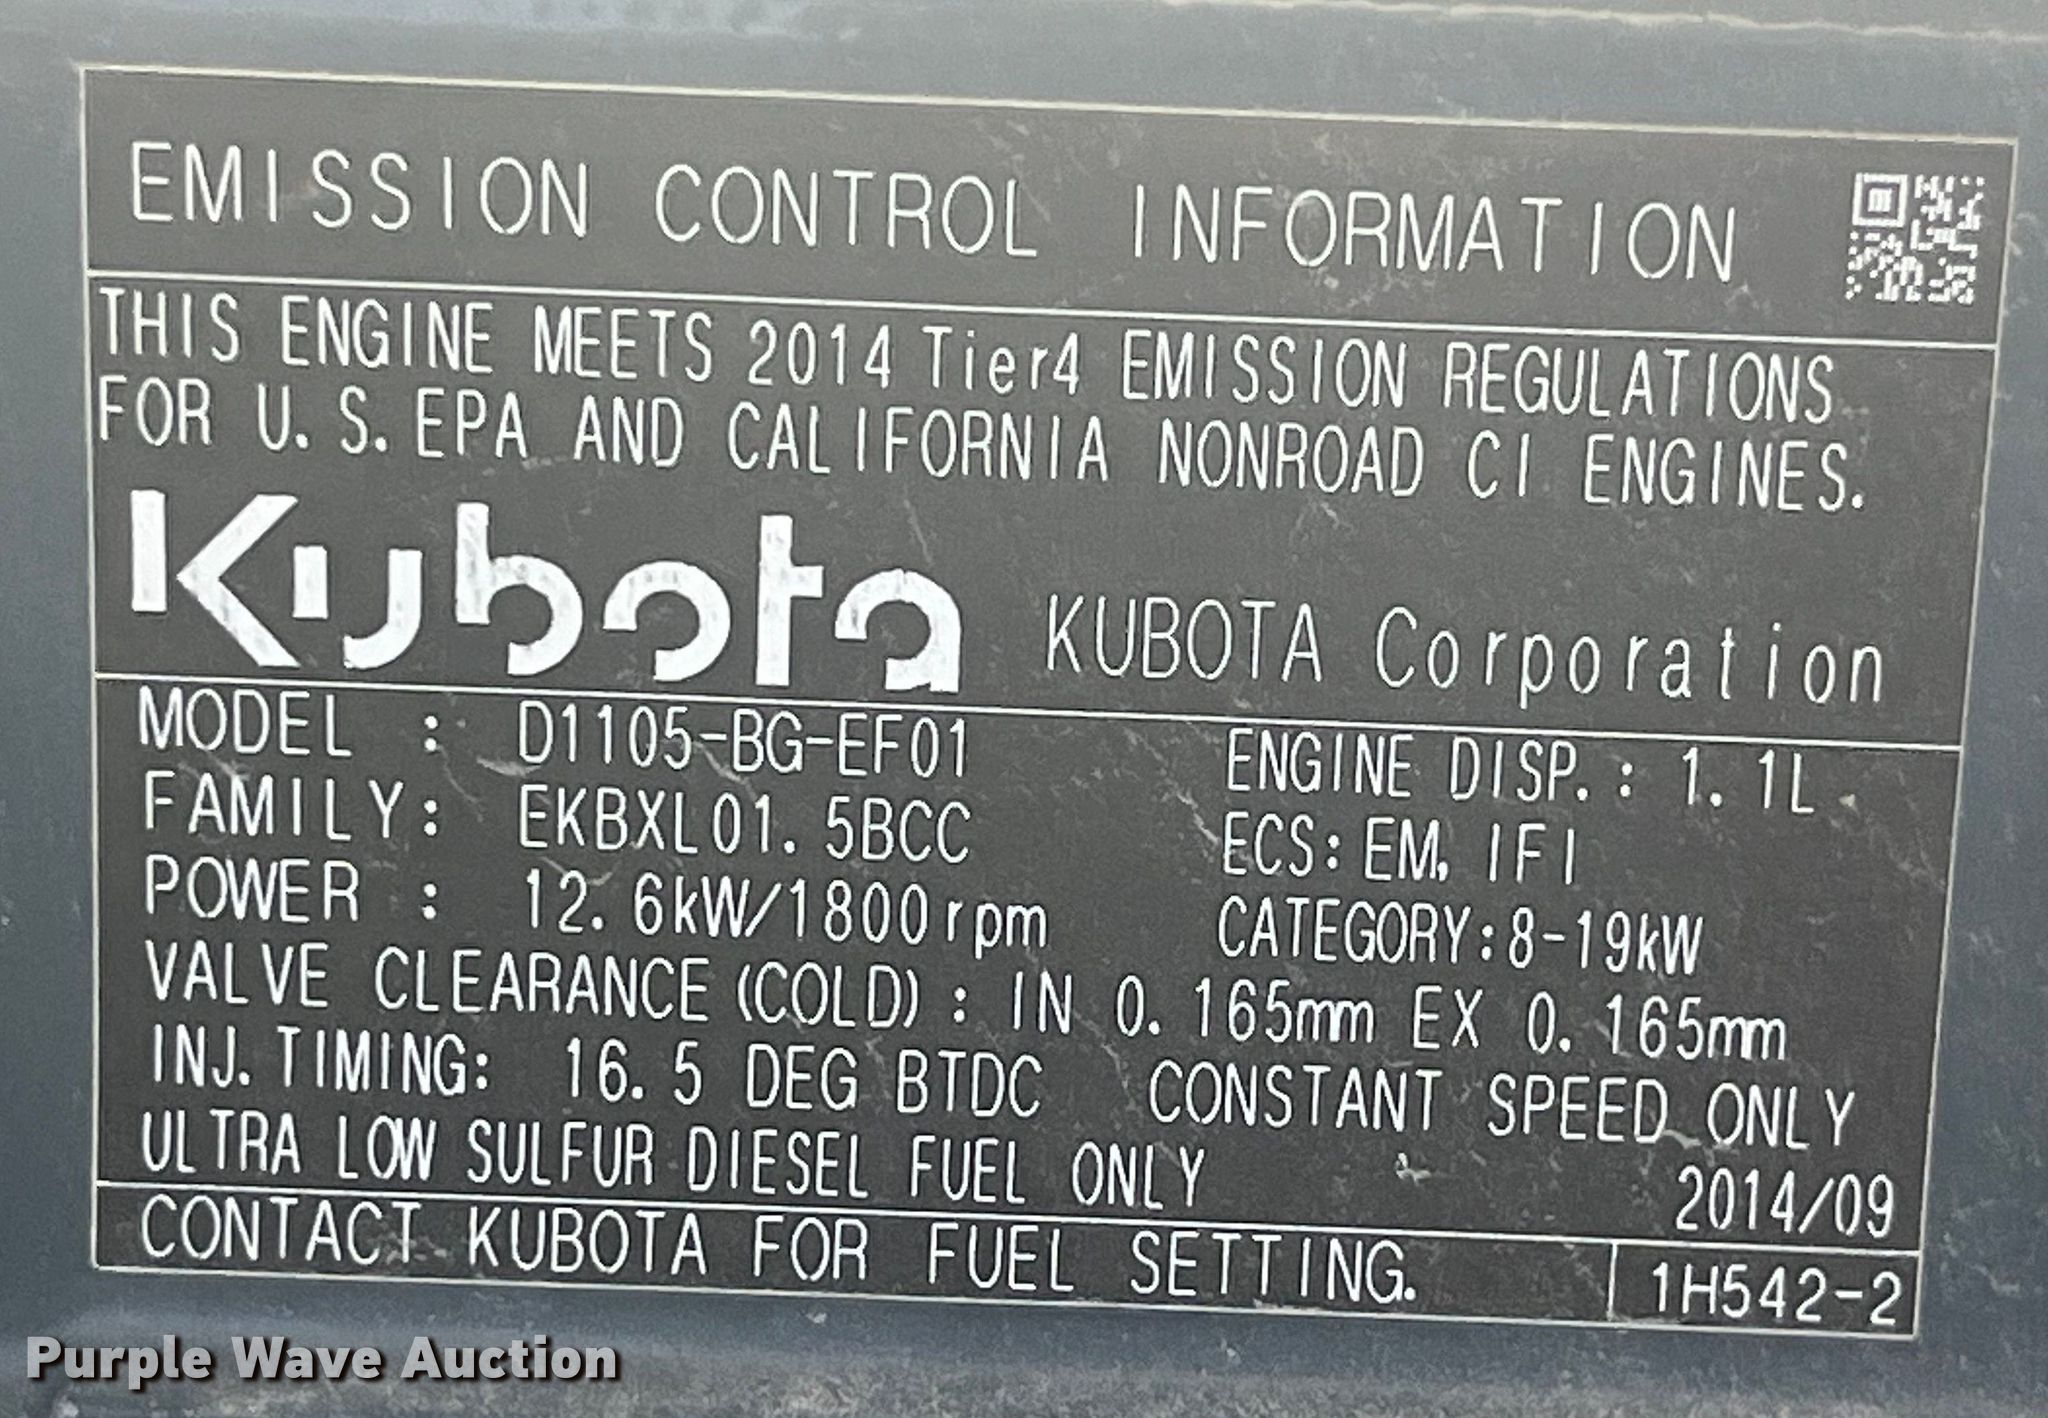 EMISSION CONTROL INFORMATION
THIS ENGINE MEETS 2014 Tier4 EMISSION REGULATIONS
FOR U.S.EPA AND CALIFORNIA NONROAD CI ENGINES.
Kubota KUBOTA Corporation
MODEL : D1105-BG-EF01 ENGINE DISP.: 1.1L
FAMILY: EKBXL01.5BCC ECS: EM, IFI
POWER : 12.6kW/1800rpm CATEGORY:8-19kW
VALVE CLEARANCE (COLD) : IN 0.165mm EX 0.165mm
INJ.TIMING: 16.5 DEG BTDC CONSTANT SPEED ONLY
ULTRA LOW SULFUR DIESEL FUEL ONLY 2014/09
CONTACT KUBOTA FOR FUEL SETTING. 1H542-2
Purple Wave Auction